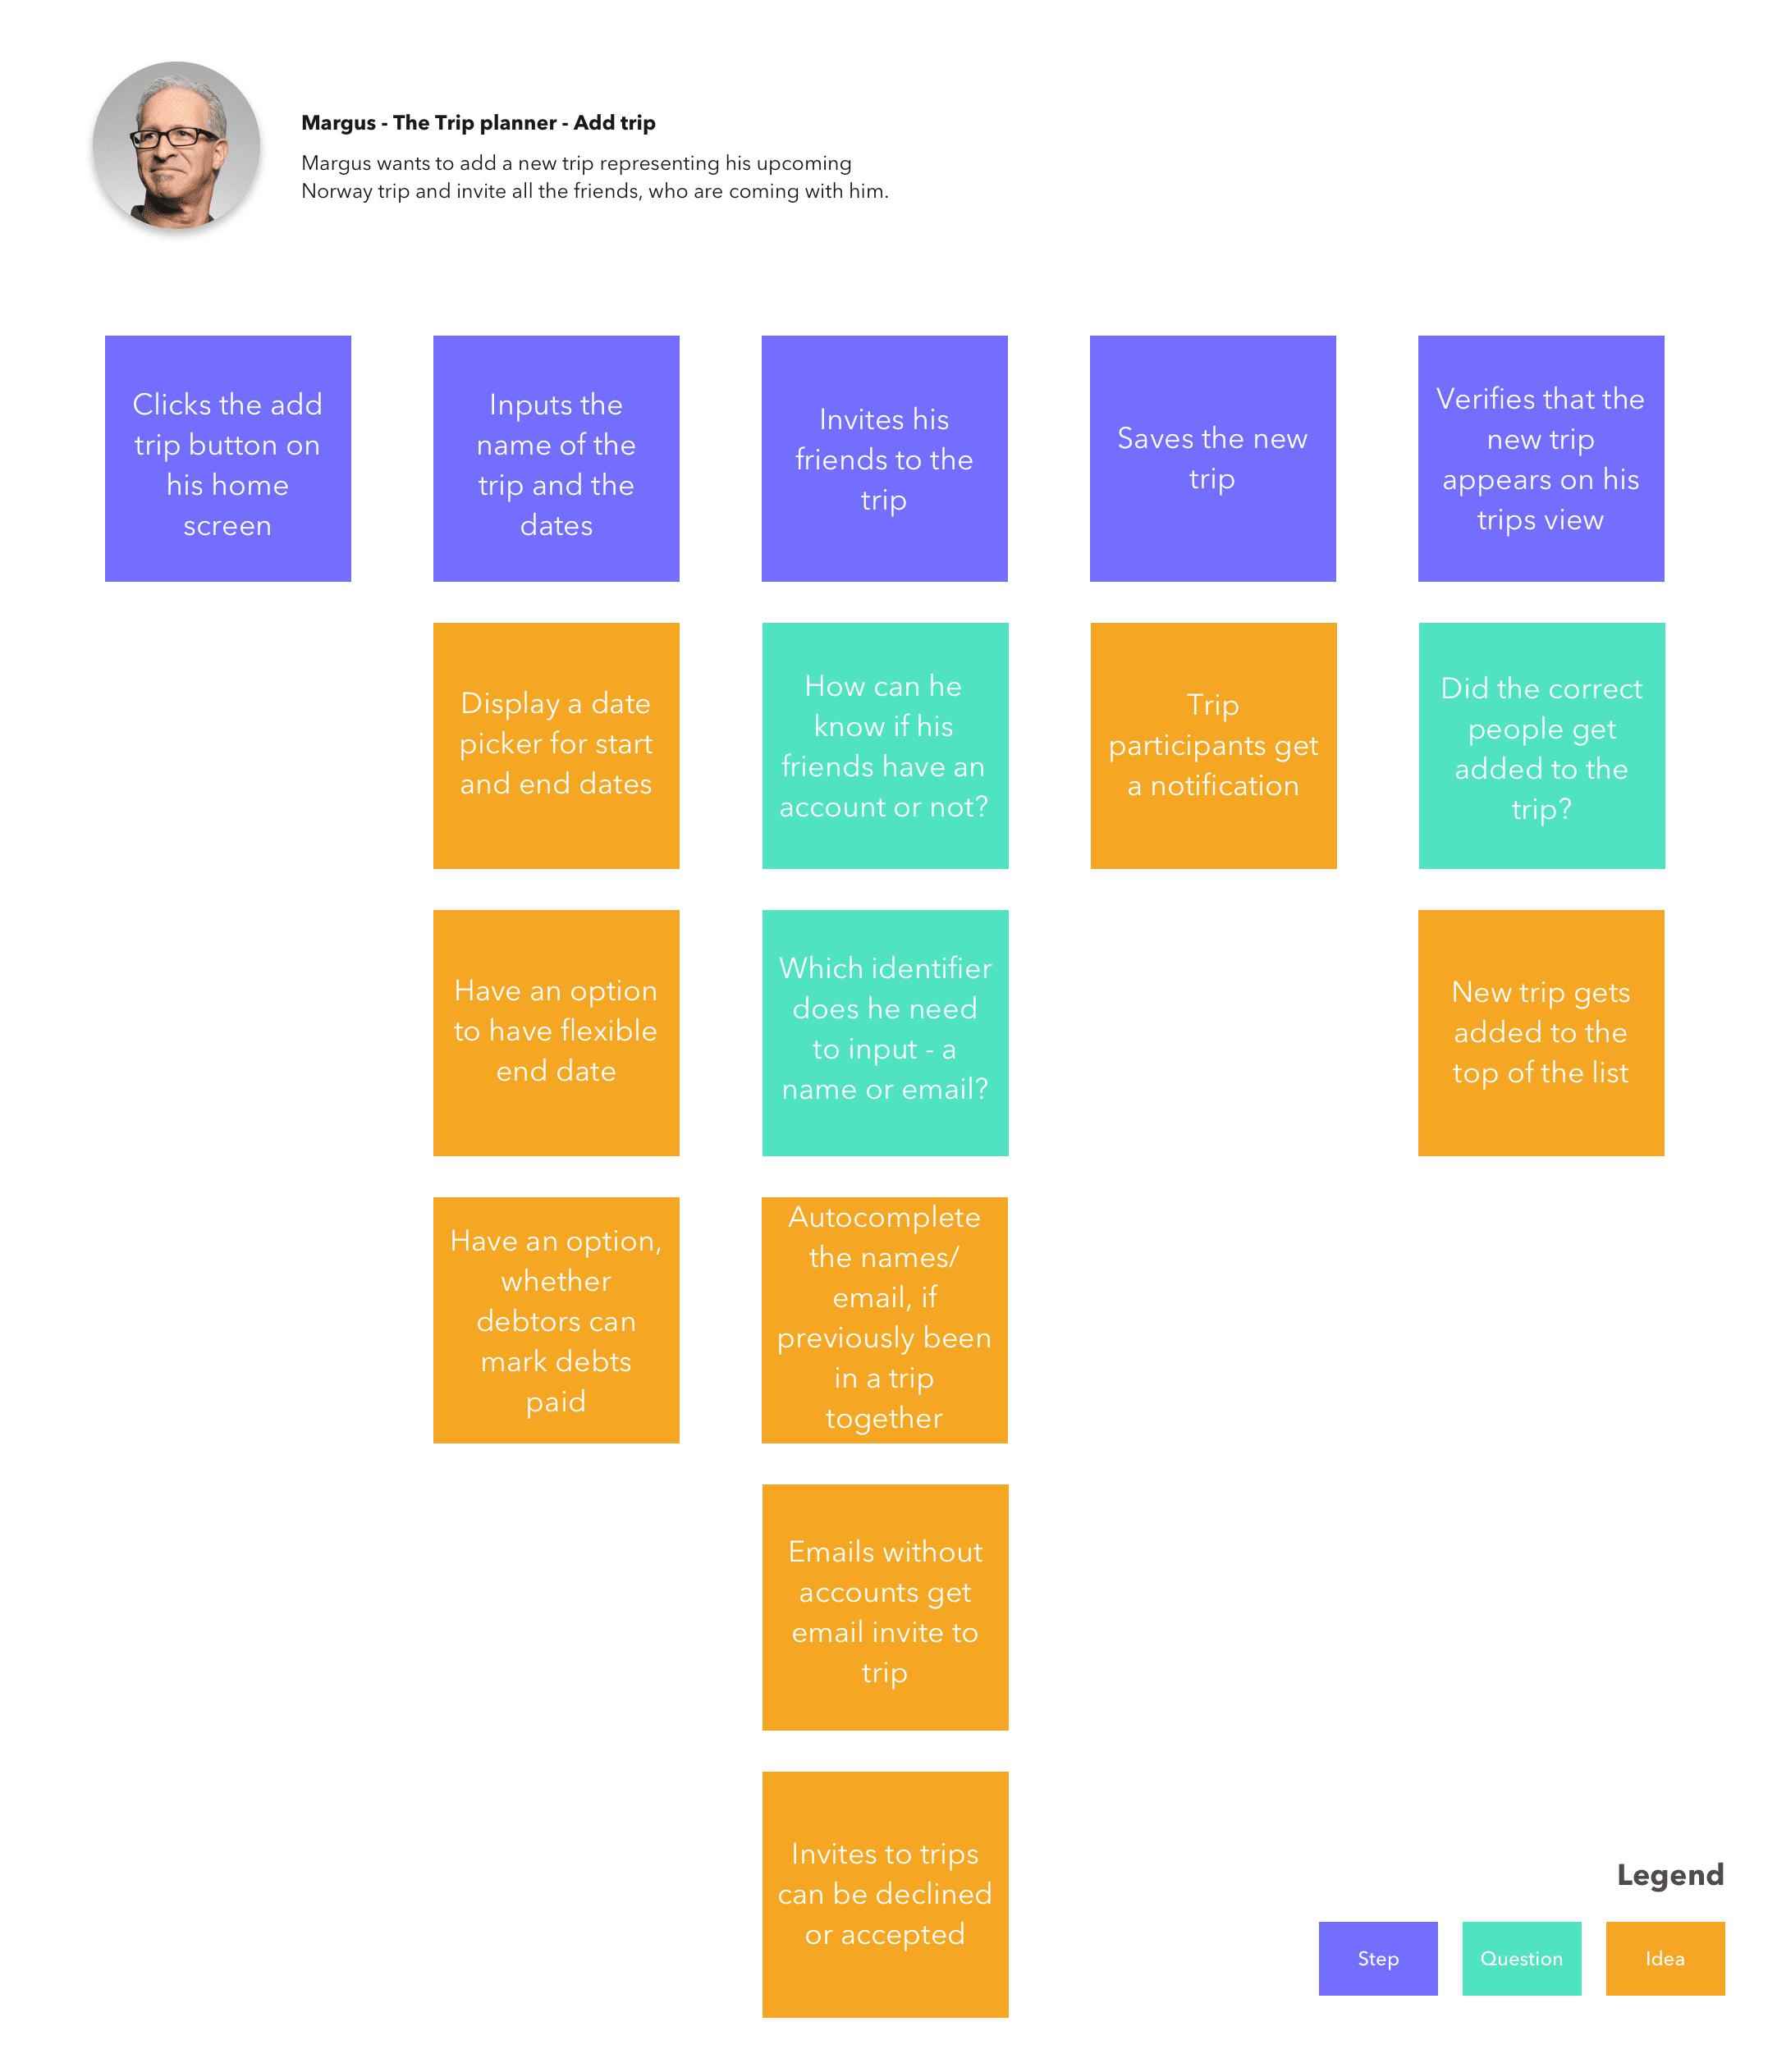 Margus - The Trip planner - Add trip
Margus wants to add a new trip representing his upcoming
Norway trip and invite all the friends, who are coming with him.
Clicks the add
trip button on
his home
screen
Inputs the
name of the
trip and the
dates
Invites his
friends to the
trip
Saves the new
trip
Verifies that the
new trip
appears on his
trips view
Display a date
picker for start
and end dates
How can he
know if his
friends have an
account or not?
Trip
participants get
a notification
Did the correct
people get
added to the
trip?
Have an option
to have flexible
end date
Which identifier
does he need
to input - a
name or email?
New trip gets
added to the
top of the list
Have an option,
whether
debtors can
mark debts
paid
Autocomplete
the names/
email, if
previously been
in a trip
together
Emails without
accounts get
email invite to
trip
Invites to trips
can be declined
or accepted
Legend
Step
Question
Idea